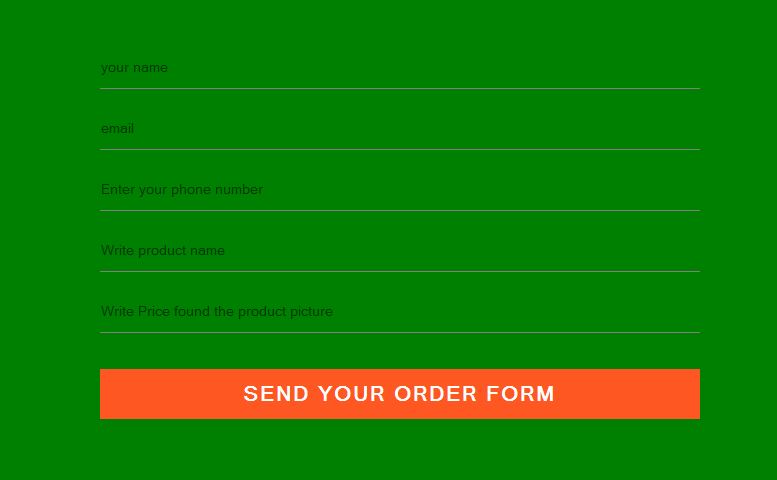 your name
email
Enter your phone number
Write product name
Write Price found the product picture
SEND YOUR ORDER FORM